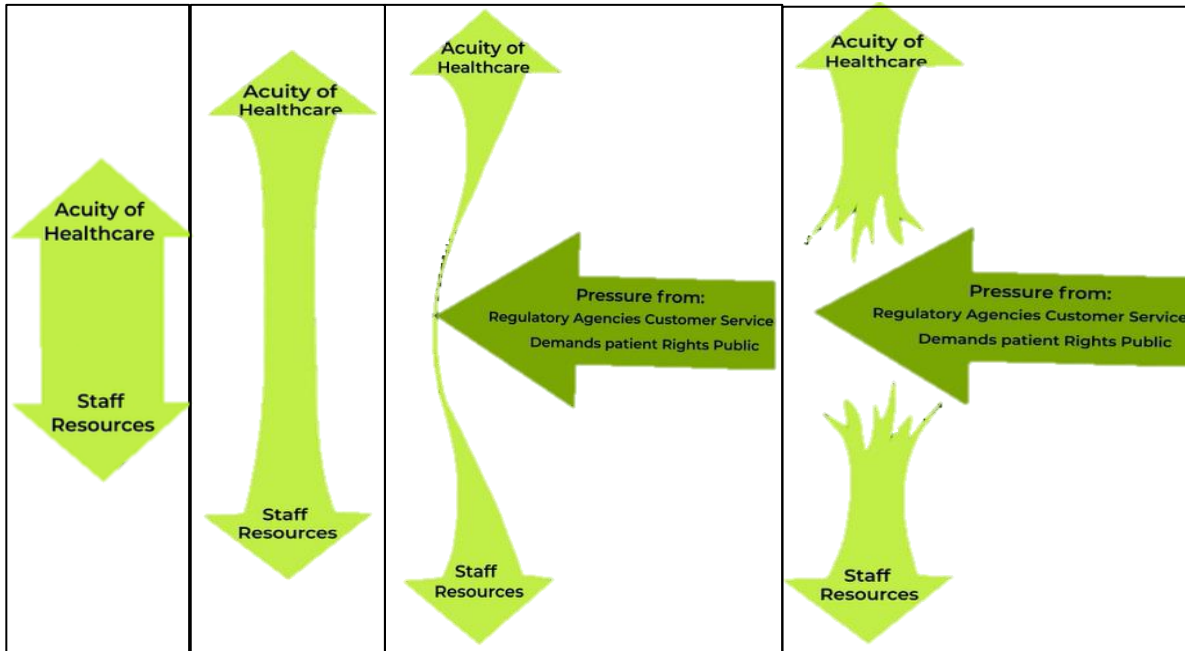 Acuity of
Healthcare
Staff
Resources
Acuity of
Healthcare
Staff
Resources
Acuity of
Healthcare
Pressure from:
Regulatory Agencies Customer Service
Demands patient Rights Public
Staff
Resources
Acuity of
Healthcare
Pressure from:
Regulatory Agencies Customer Service
Demands patient Rights Public
Staff
Resources